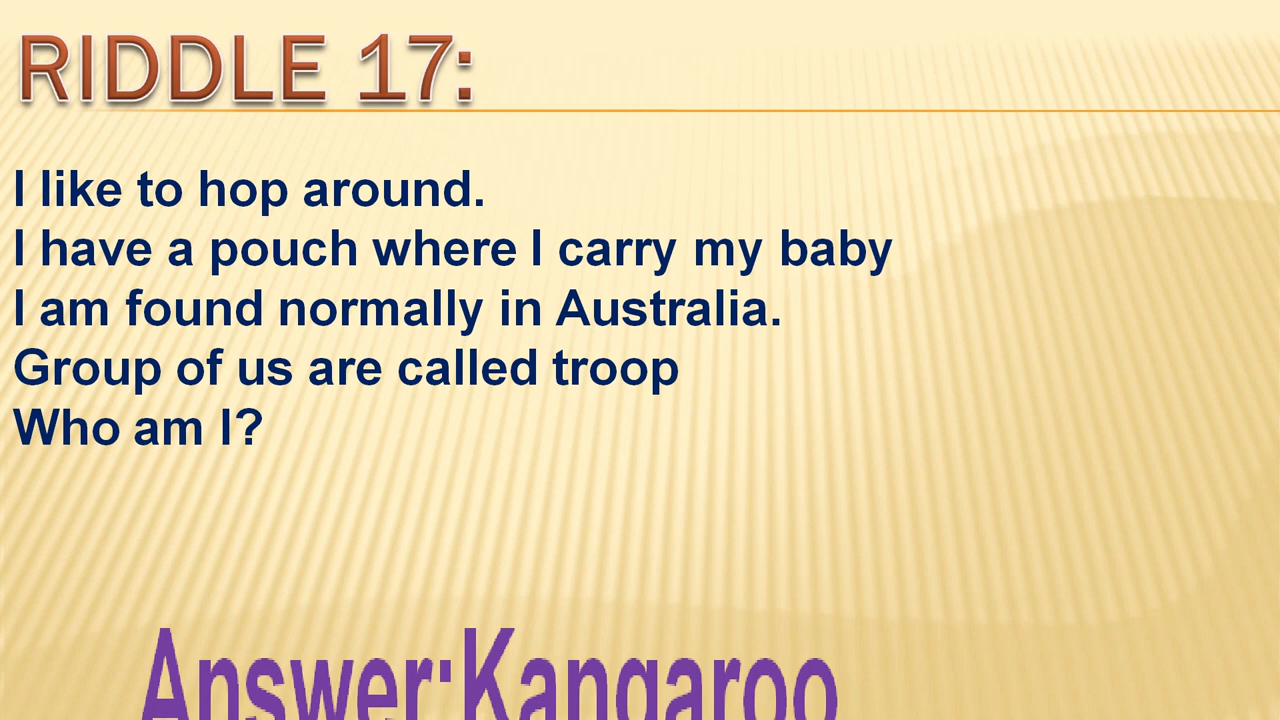 RIDDLE 17:
I like to hop around.
I have a pouch where I carry my baby
I am found normally in Australia.
Group of us are called troop
Who am I?
Answer:Kangaroo